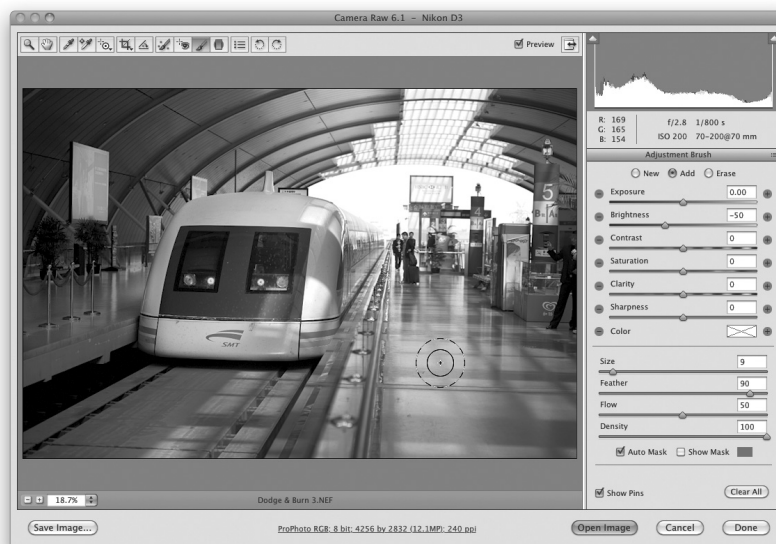 Camera Raw 6.1 – Nikon D3
Preview
R: 169
G: 165
B: 154
f/2.8 1/800 s
ISO 200 70-200@70 mm
Adjustment Brush
New Add Erase
Exposure 0.00
Brightness -50
Contrast 0
Saturation 0
Clarity 0
Sharpness 0
Color
Size 9
Feather 90
Flow 50
Density 100
Auto Mask Show Mask
Show Pins Clear All
5
4
SMT
18.7% Dodge & Burn 3.NEF
Save Image... ProPhoto RGB; 8 bit; 4256 by 2832 (12.1MP); 240 ppi Open Image Cancel Done